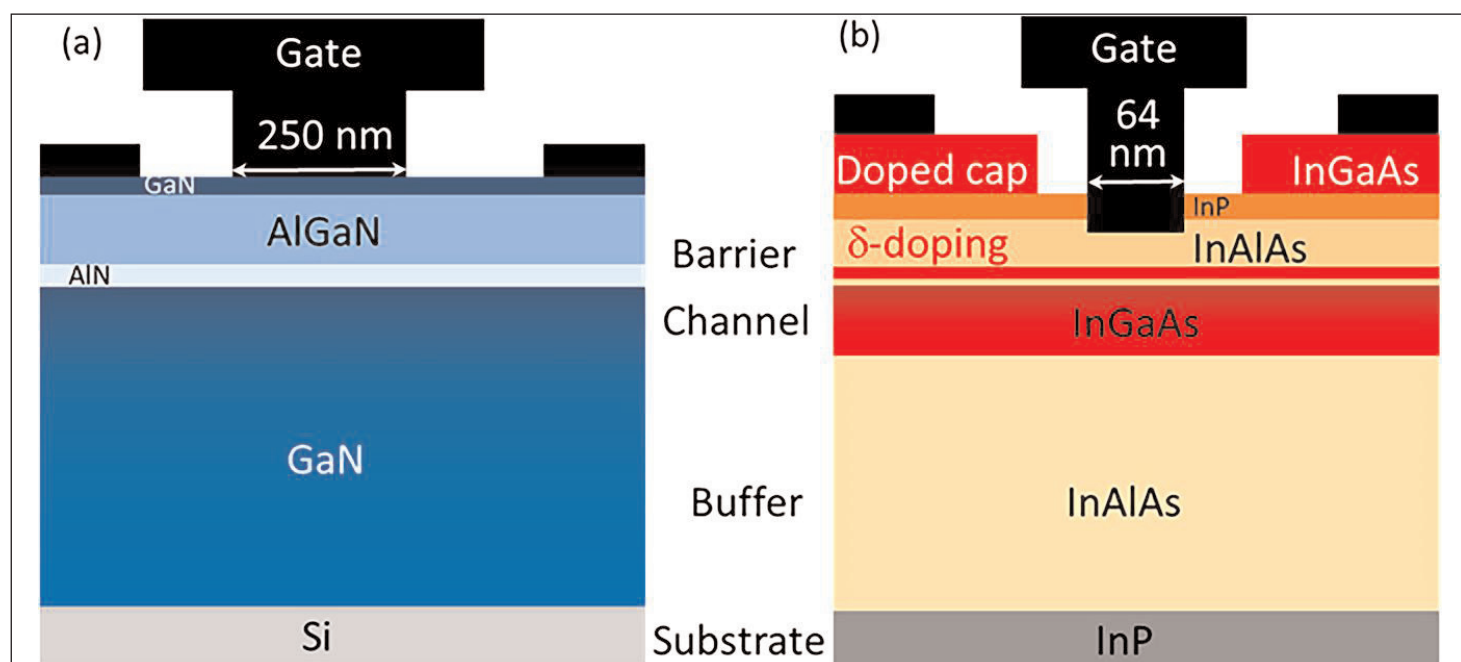 (a)
Gate
250 nm
GaN
AlGaN
AlN
GaN
Si
Barrier
Channel
Buffer
Substrate
(b)
Gate
64
nm
Doped cap
InGaAs
InP
δ-doping
InAlAs
InGaAs
InAlAs
InP